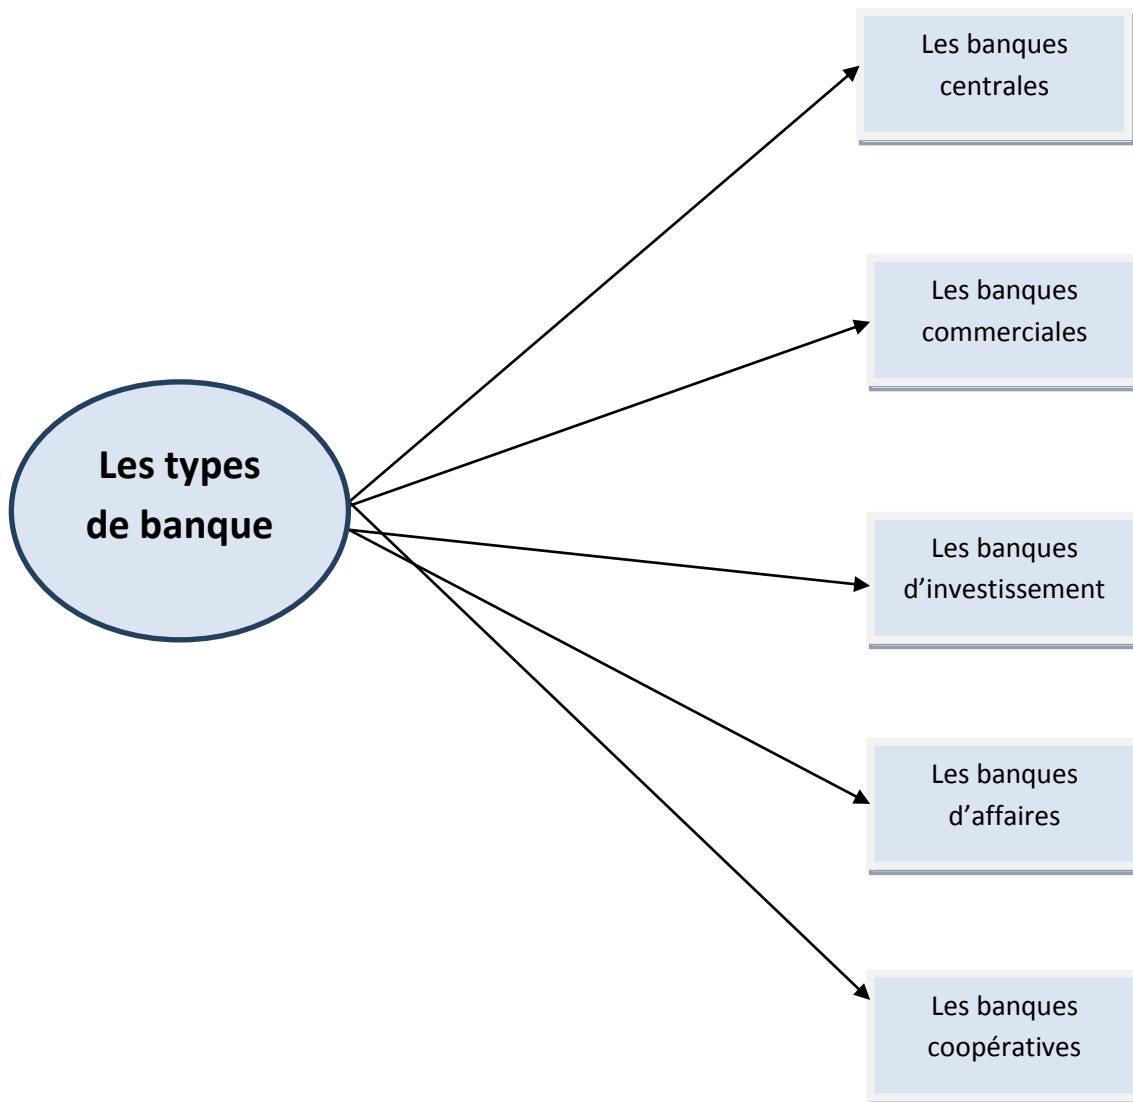 Les banques
centrales
Les banques
commerciales
Les types
de banque
Les banques
d’investissement
Les banques
d’affaires
Les banques
coopératives